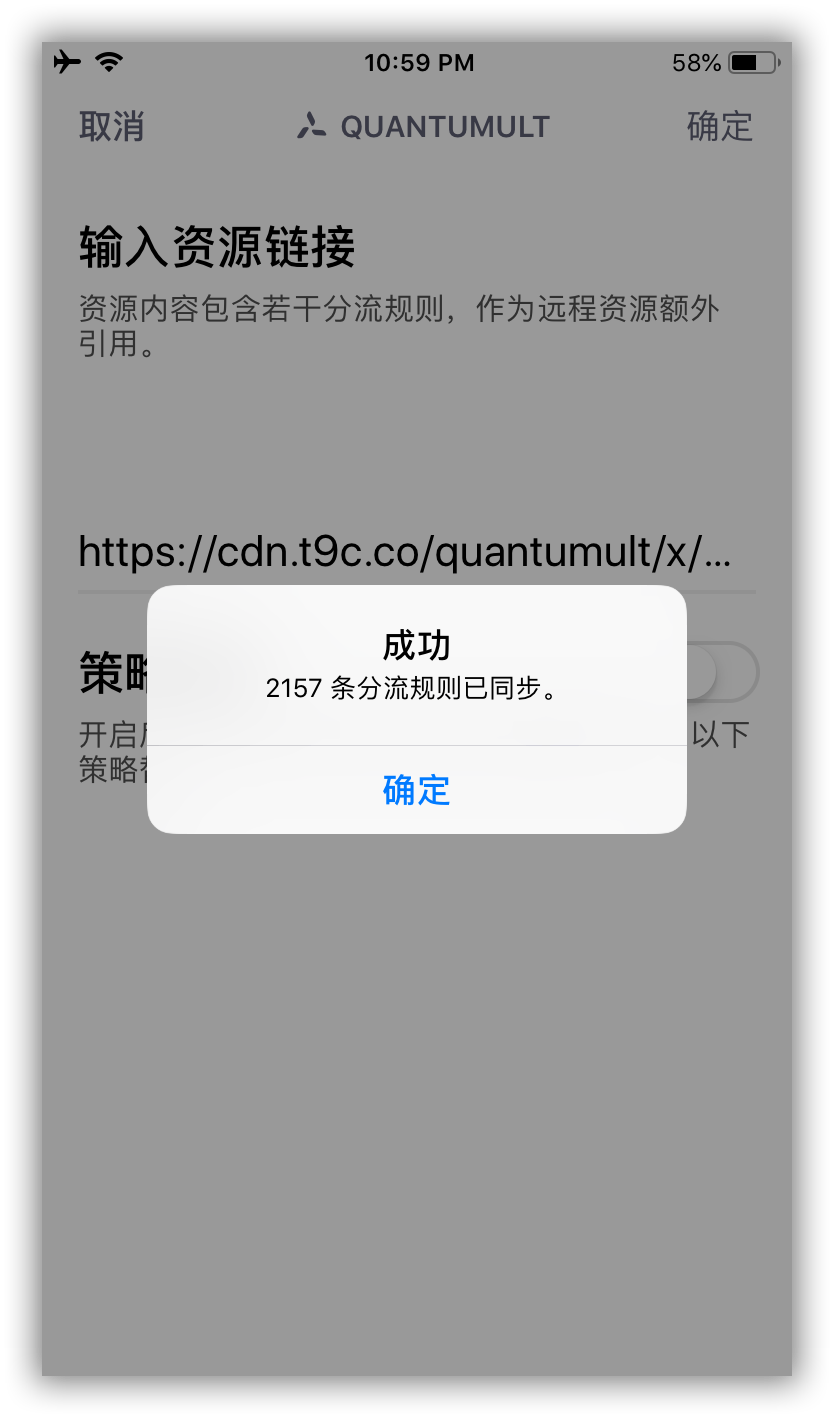 10:59 PM
58%
取消
QUANTUMULT
确定
输入资源链接
资源内容包含若干分流规则，作为远程资源额外
引用。
https://cdn.t9c.co/quantumult/x/...
成功
2157 条分流规则已同步。
策略
开启 以下
策略
确定